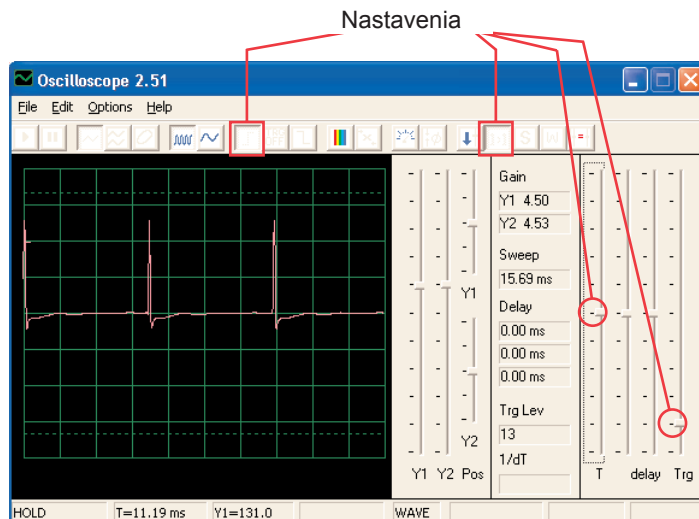 Nastavenia
Oscilloscope 2.51
File Edit Options Help
Gain
Y1 4.50
Y2 4.53
Sweep
15.69 ms
Delay
0.00 ms
0.00 ms
0.00 ms
Trg Lev
13
1/dT
Y1
Y2
Y1 Y2 Pos
T delay Trg
HOLD T=11.19 ms Y1=131.0 WAVE